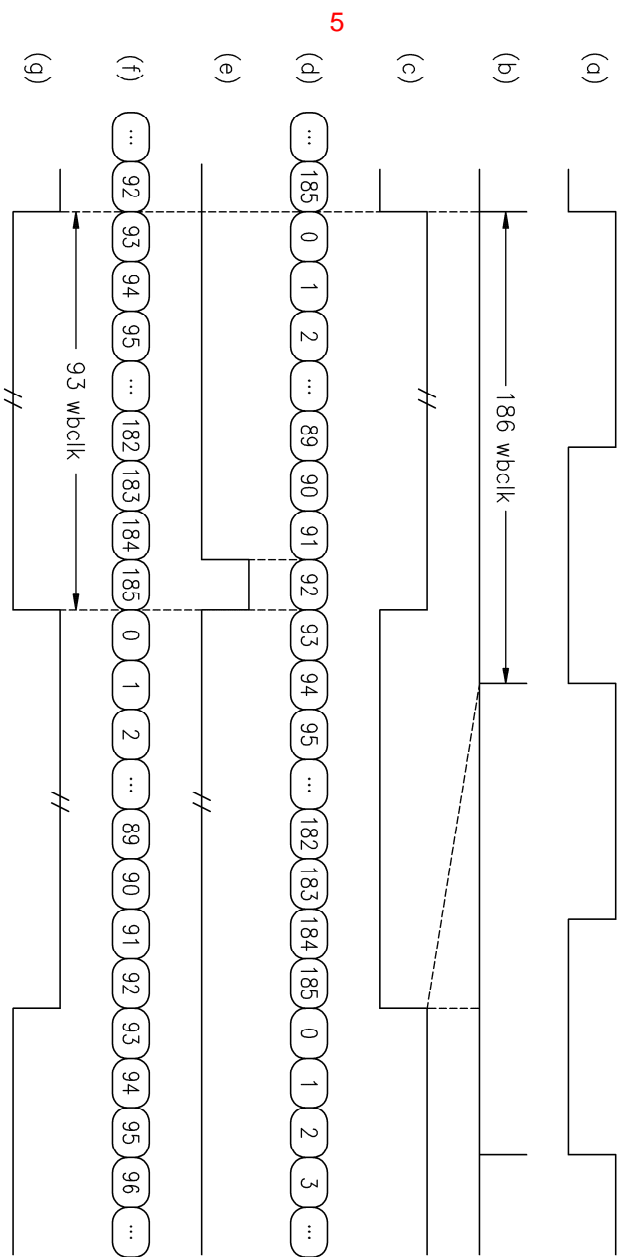 5
(a)
(b)
186 wbclk
(c)
(d) ... 185 0 1 2 ... 89 90 91 92 93 94 95 ... 182 183 184 185 0 1 2 3 ...
(e)
(f) ... 92 93 94 95 ... 182 183 184 185 0 1 2 ... 89 90 91 92 93 94 95 96 ...
93 wbclk
(g)